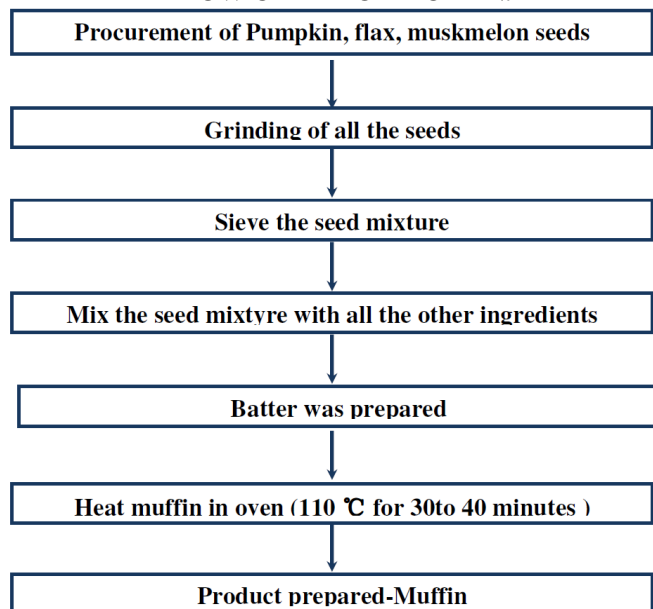 Procurement of Pumpkin, flax, muskmelon seeds
Grinding of all the seeds
Sieve the seed mixture
Mix the seed mixtyre with all the other ingredients
Batter was prepared
Heat muffin in oven (110 ℃ for 30to 40 minutes )
Product prepared-Muffin